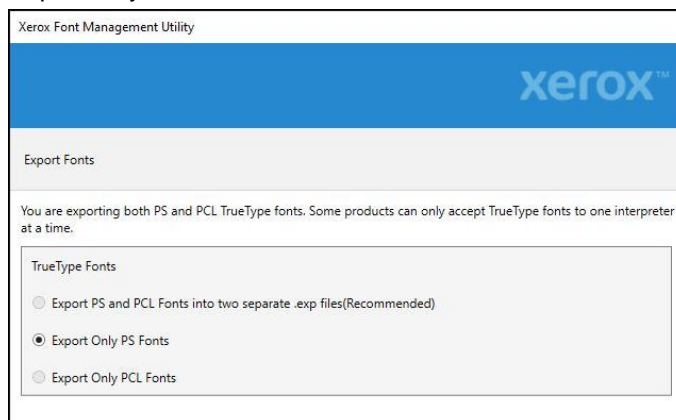 Xerox Font Management Utility
xerox™
Export Fonts
You are exporting both PS and PCL TrueType fonts. Some products can only accept TrueType fonts to one interpreter
at a time.
TrueType Fonts
Export PS and PCL Fonts into two separate .exp files(Recommended)
Export Only PS Fonts
Export Only PCL Fonts